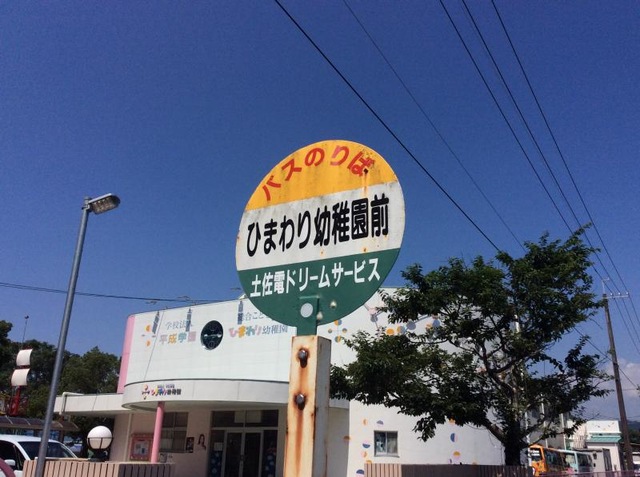 バスのりば
ひまわり幼稚園前
土佐電ドリームサービス
学校法人
平成学園
ひまわり幼稚園